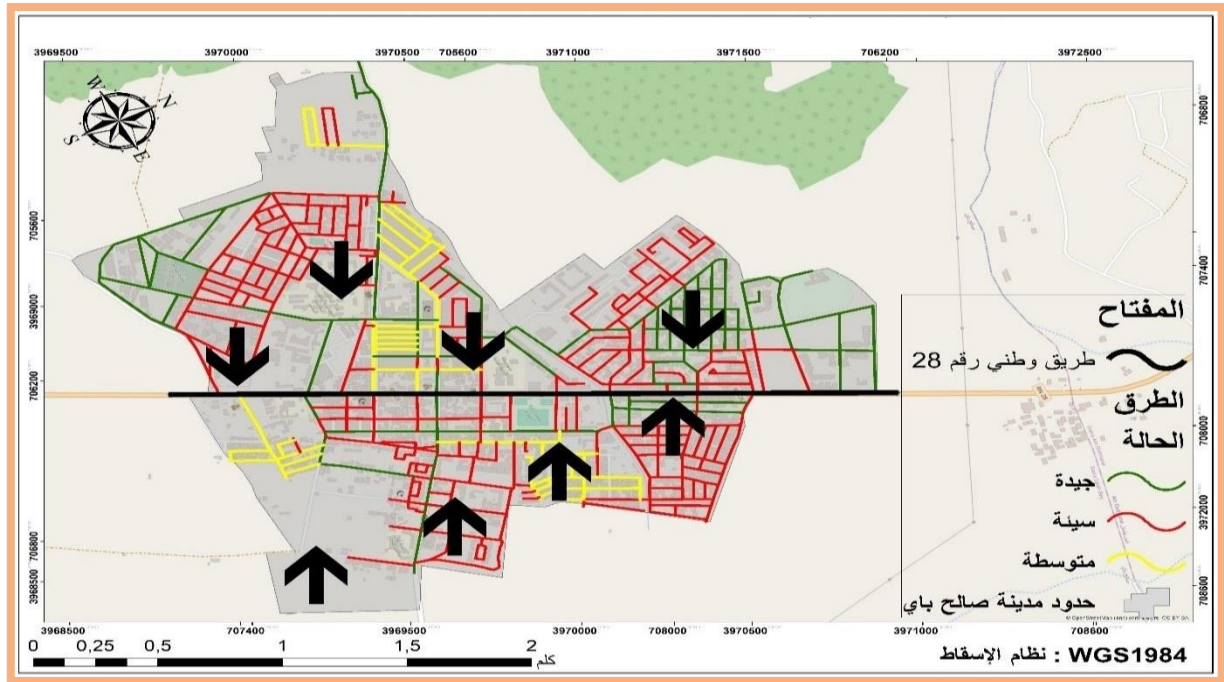 3969500 3970000 3970500 705600 3971000 3971500 706200 3972500
N
W
S
E
706800
705600
707400
3969000
706200
708000
3972000
706800
3968500
708600
المفتاح
طريق وطني رقم 28
الطرق
الحالة
جيدة
سيئة
متوسطة
حدود مدينة صالح باي
3968500 707400 3969500 3970000 708000 3970500 3971000 708600
0 0,25 0,5 1 1,5 2 كلم
نظام الإسقاط : WGS1984